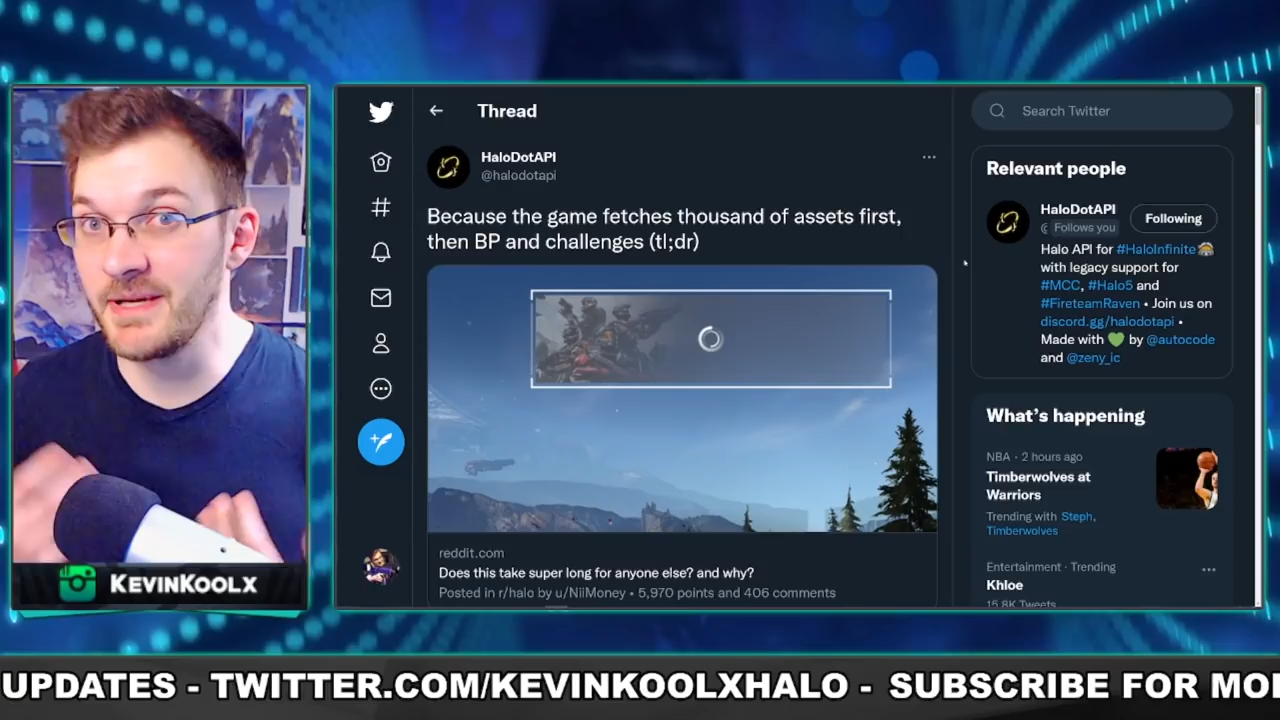 Thread
Search Twitter
HaloDotAPI
@halodotapi
Because the game fetches thousand of assets first,
then BP and challenges (tl;dr)
reddit.com
Does this take super long for anyone else? and why?
Posted in r/halo by u/NiiMoney • 5,970 points and 406 comments
Relevant people
HaloDotAPI
Following
Follows you
Halo API for #HaloInfinite
with legacy support for
#MCC, #Halo5 and
#FireteamRaven • Join us on
discord.gg/halodotapi •
Made with 💚 by @autocode
and @zeny_ic
What's happening
NBA · 2 hours ago
Timberwolves at
Warriors
Trending with Steph,
Timberwolves
Entertainment · Trending
Khloe
15.8K Tweets
KEVINKOOLX
UPDATES - TWITTER.COM/KEVINKOOLXHALO - SUBSCRIBE FOR